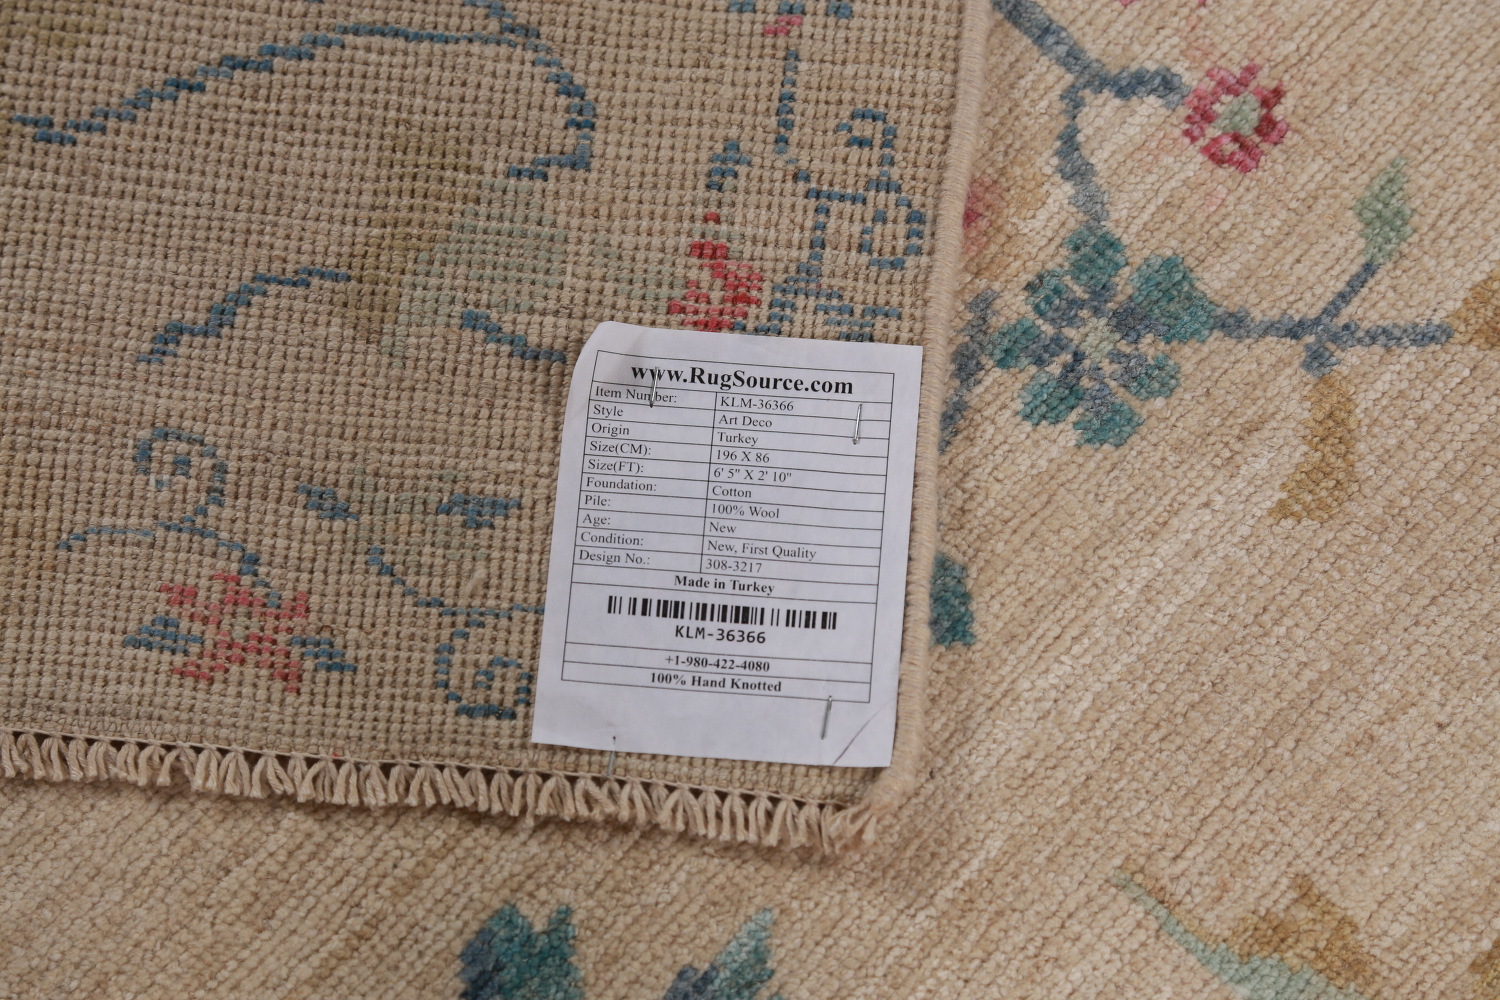 www.RugSource.com
Item Number: KLM-36366
Style Art Deco
Origin Turkey
Size(CM): 196 X 86
Size(FT): 6' 5" X 2' 10"
Foundation: Cotton
Pile: 100% Wool
Age: New
Condition: New, First Quality
Design No.: 308-3217
Made in Turkey
KLM-36366
+1-980-422-4080
100% Hand Knotted